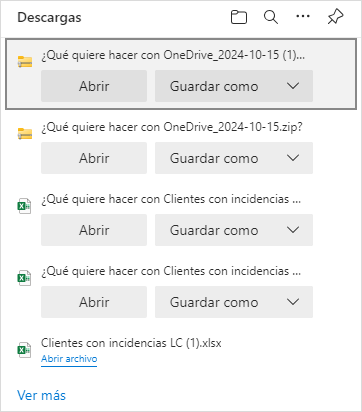 Descargas
¿Qué quiere hacer con OneDrive_2024-10-15 (1)...
Abrir
Guardar como
¿Qué quiere hacer con OneDrive_2024-10-15.zip?
Abrir
Guardar como
¿Qué quiere hacer con Clientes con incidencias ...
Abrir
Guardar como
¿Qué quiere hacer con Clientes con incidencias ...
Abrir
Guardar como
Clientes con incidencias LC (1).xlsx
Abrir archivo
Ver más